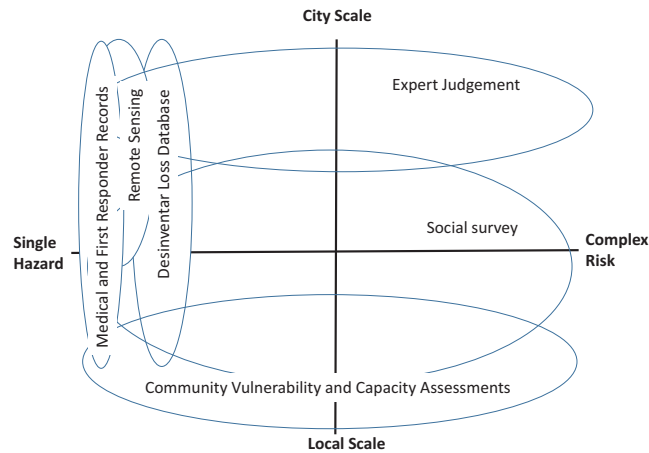 City Scale
Expert Judgement
Medical and First Responder Records
Remote Sensing
Desinventar Loss Database
Social survey
Single
Hazard
Complex
Risk
Community Vulnerability and Capacity Assessments
Local Scale